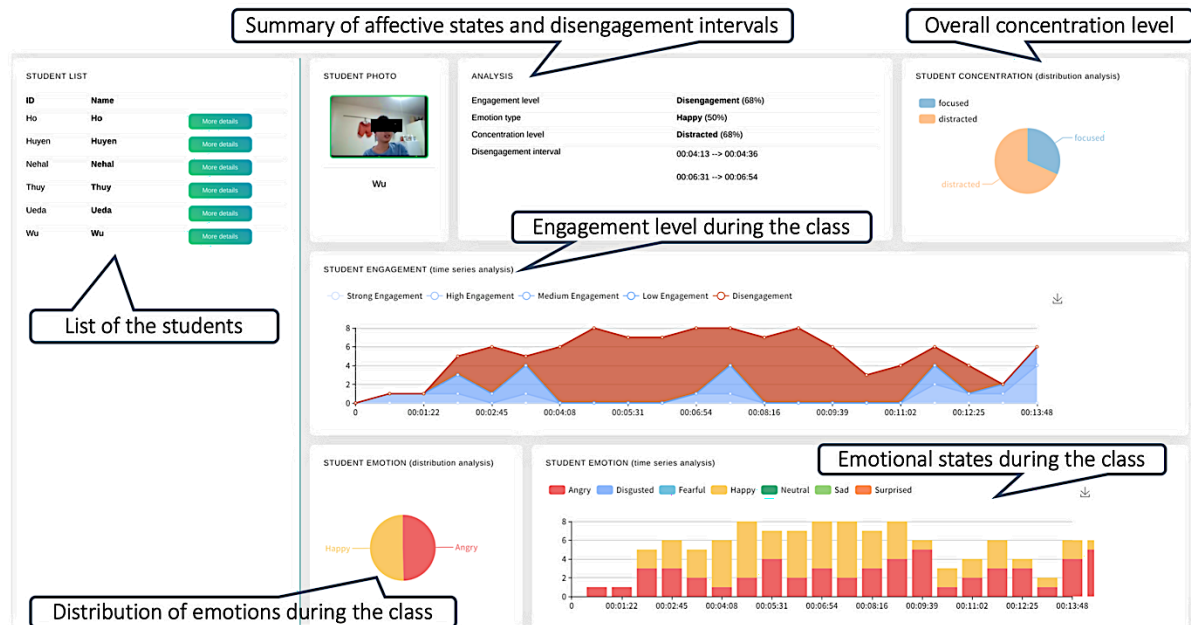 Summary of affective states and disengagement intervals
Overall concentration level
STUDENT LIST
ID Name
Ho Ho More details
Huyen Huyen More details
Nehal Nehal More details
Thuy Thuy More details
Ueda Ueda More details
Wu Wu More details
List of the students
STUDENT PHOTO
Wu
ANALYSIS
Engagement level Disengagement (68%)
Emotion type Happy (50%)
Concentration level Distracted (68%)
Disengagement interval 00:04:13 --> 00:04:36
00:06:31 --> 00:06:54
STUDENT CONCENTRATION (distribution analysis)
focused
distracted
focused
distracted
Engagement level during the class
STUDENT ENGAGEMENT (time series analysis)
Strong Engagement High Engagement Medium Engagement Low Engagement Disengagement
8
6
4
2
0
0 00:01:22 00:02:45 00:04:08 00:05:31 00:06:54 00:08:16 00:09:39 00:11:02 00:12:25 00:13:48
STUDENT EMOTION (distribution analysis)
Happy
Angry
Distribution of emotions during the class
STUDENT EMOTION (time series analysis)
Emotional states during the class
Angry Disgusted Fearful Happy Neutral Sad Surprised
8
6
4
2
0
0 00:01:22 00:02:45 00:04:08 00:05:31 00:06:54 00:08:16 00:09:39 00:11:02 00:12:25 00:13:48